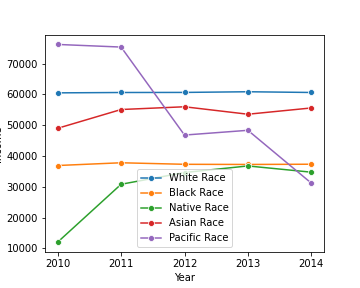 70000
60000
50000
40000
30000
20000
10000
2010 2011 2012 2013 2014
Year
White Race
Black Race
Native Race
Asian Race
Pacific Race